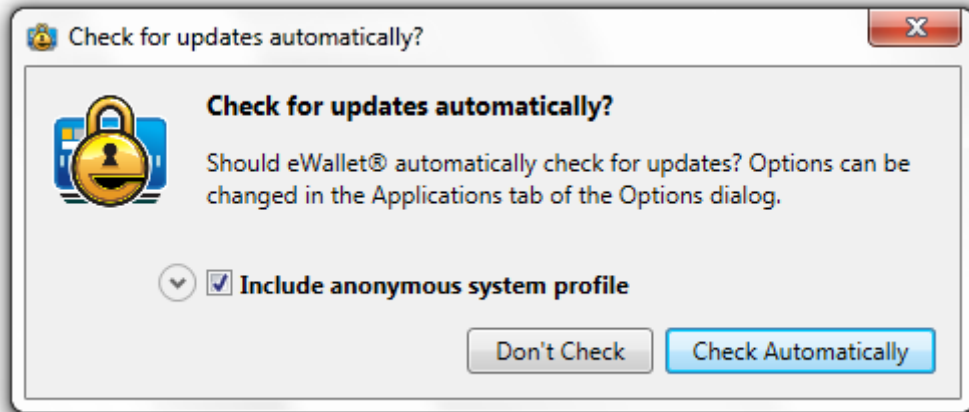 Check for updates automatically?
Check for updates automatically?
Should eWallet® automatically check for updates? Options can be
changed in the Applications tab of the Options dialog.
Include anonymous system profile
Don't Check
Check Automatically